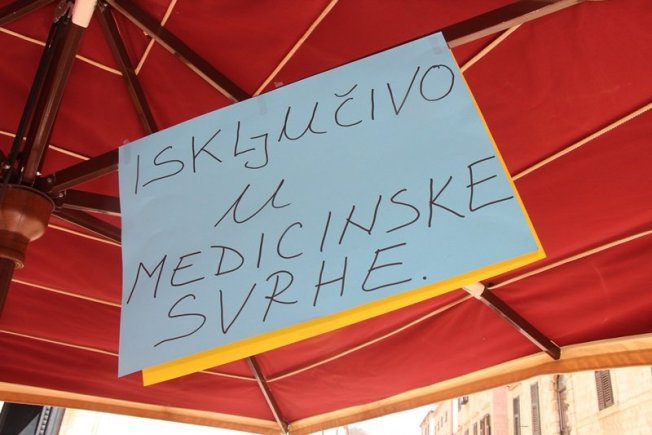 ISKLJUČIVO
U
MEDICINSKE
SVRHE.